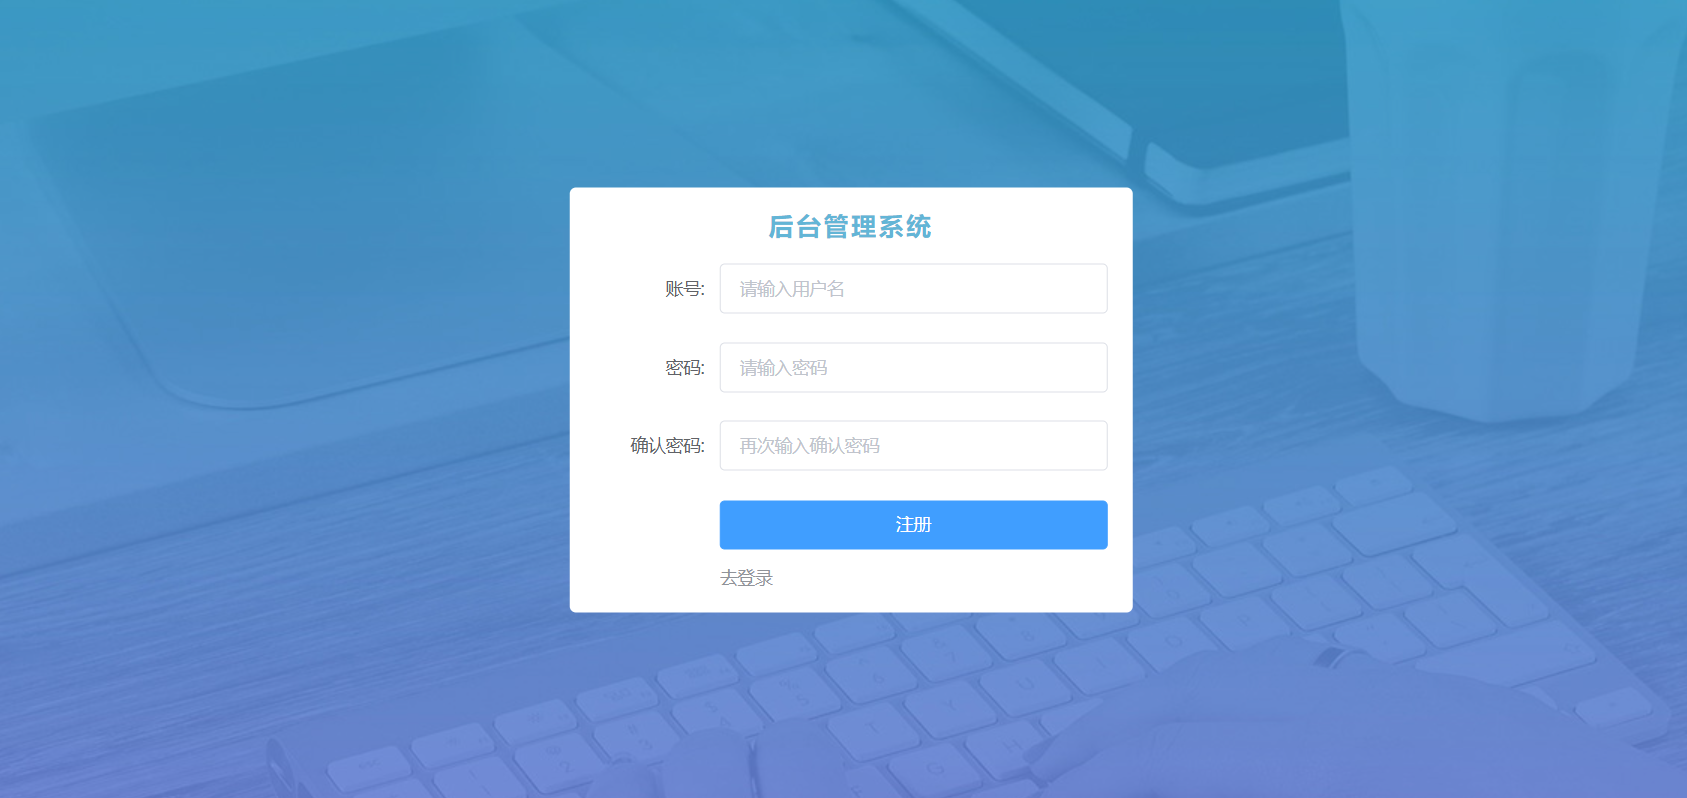 后台管理系统
账号: 请输入用户名
密码: 请输入密码
确认密码: 再次输入确认密码
注册
去登录